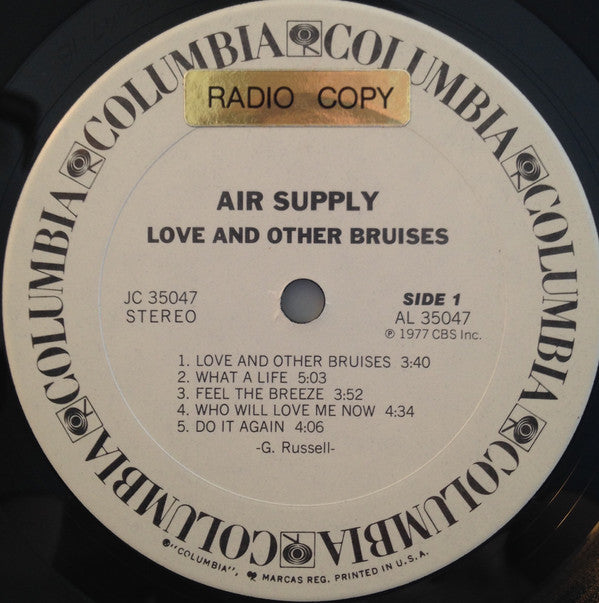 COLUMBIA COLUMBIA COLUMBIA COLUMBIA COLUMBIA COLUMBIA
RADIO COPY
AIR SUPPLY
LOVE AND OTHER BRUISES
JC 35047
STEREO
SIDE 1
AL 35047
℗ 1977 CBS Inc.
1. LOVE AND OTHER BRUISES 3:40
2. WHAT A LIFE 5:03
3. FEEL THE BREEZE 3:52
4. WHO WILL LOVE ME NOW 4:34
5. DO IT AGAIN 4:06
-G. Russell-
®"COLUMBIA", MARCAS REG. PRINTED IN U.S.A.